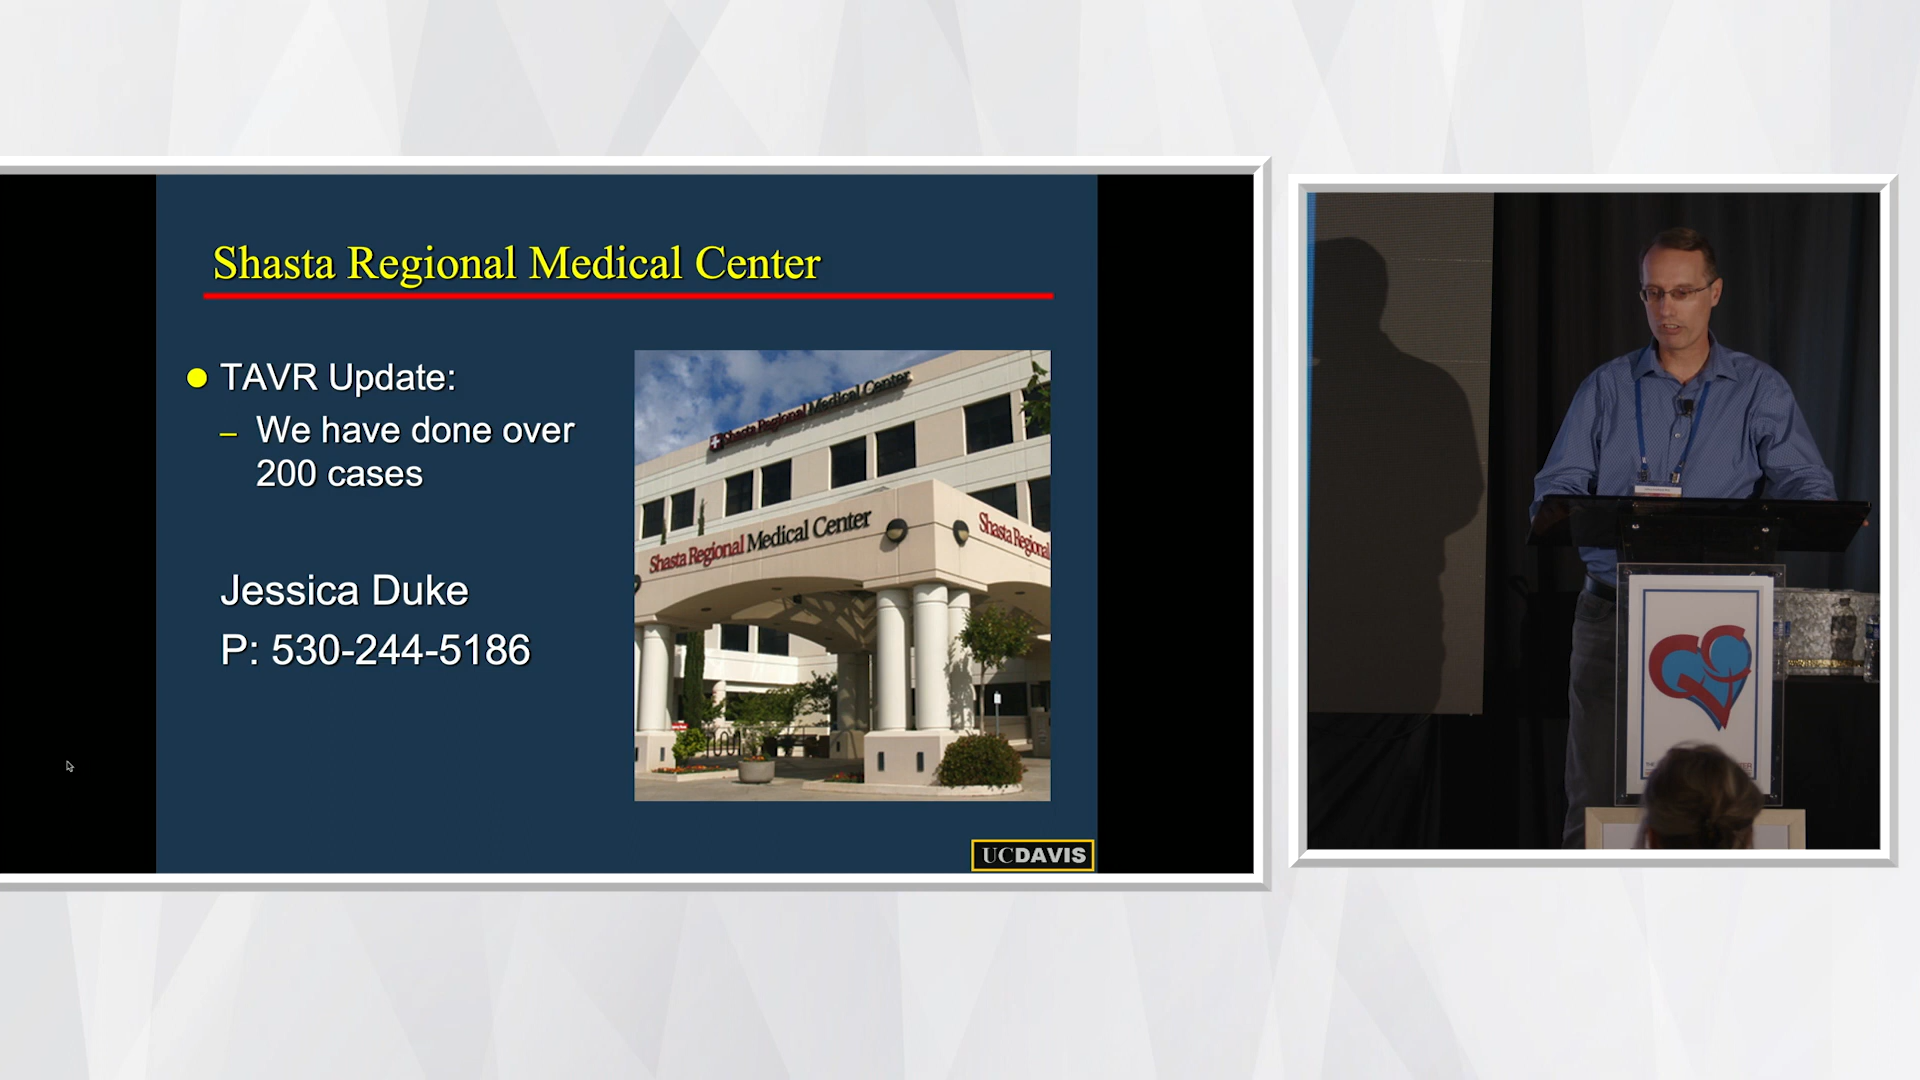 Shasta Regional Medical Center
TAVR Update:
– We have done over
200 cases
Jessica Duke
P: 530-244-5186
Shasta Regional Medical Center
Shasta Regional Medical Center
Shasta Regional
UCDAVIS